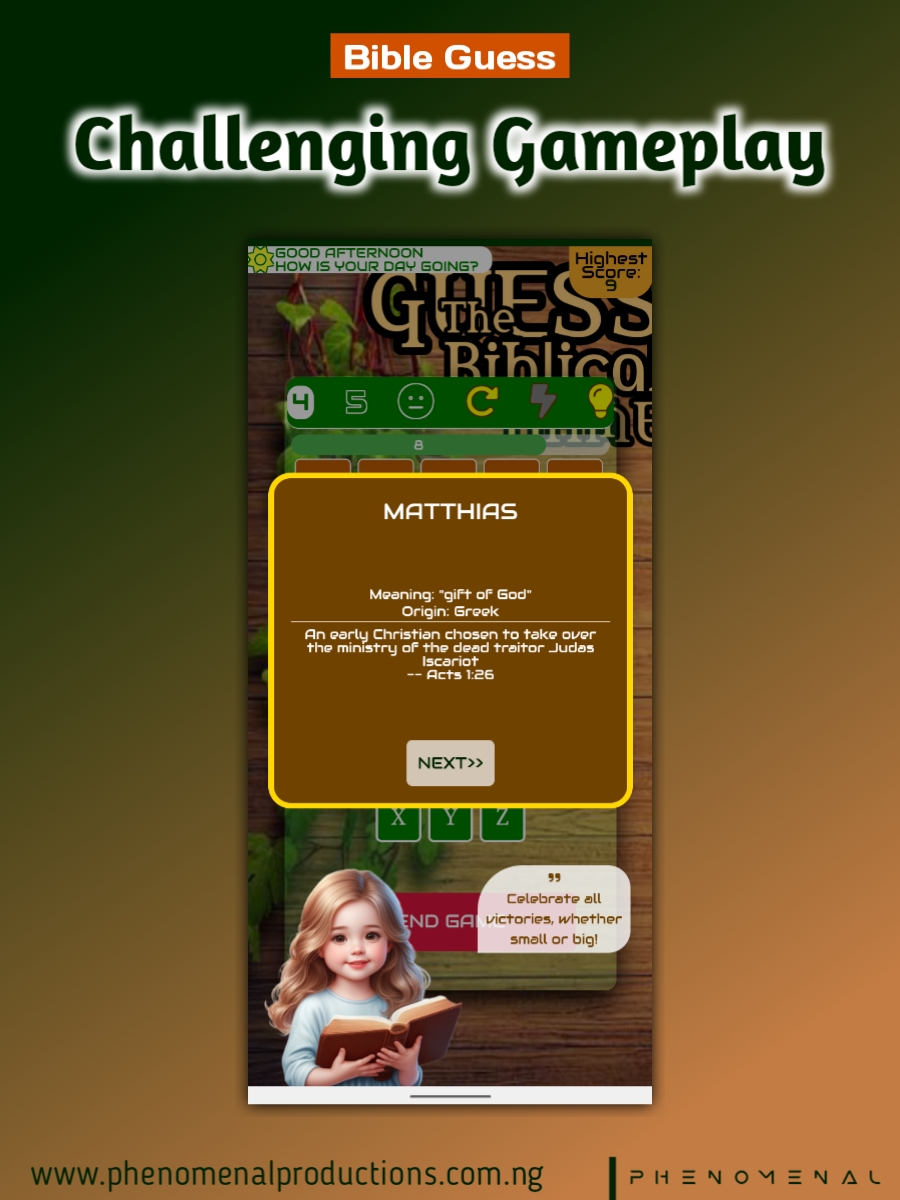 Bible Guess
Challenging Gameplay
GOOD AFTERNOON
HOW IS YOUR DAY GOING?
Highest
Score:
9
GUESS
The
Biblical
4 5
8
MATTHIAS
Meaning: "gift of God"
Origin: Greek
An early Christian chosen to take over
the ministry of the dead traitor Judas
Iscariot
-- Acts 1:26
NEXT>>
X Y Z
END GAME
”
Celebrate all
victories, whether
small or big!
www.phenomenalproductions.com.ng
PHENOMENAL